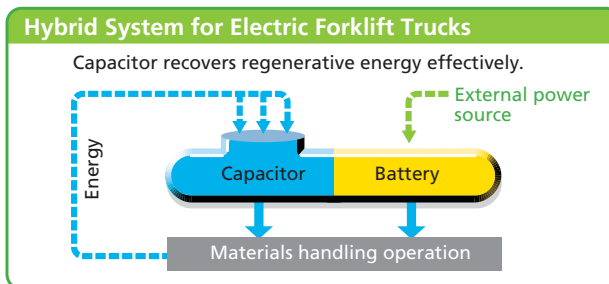 Hybrid System for Electric Forklift Trucks
Capacitor recovers regenerative energy effectively.
External power
source
Energy
Capacitor
Battery
Materials handling operation